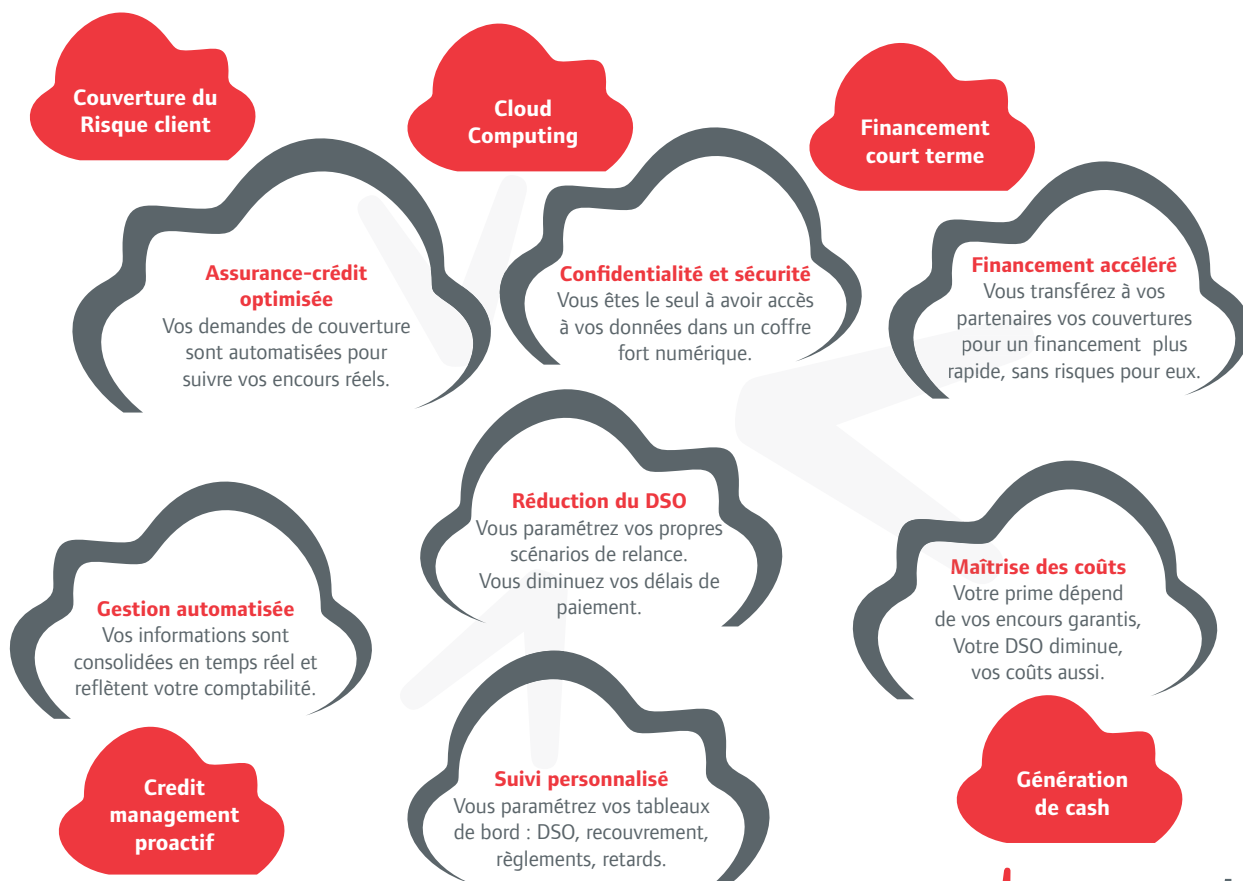 Couverture du
Risque client
Cloud
Computing
Financement
court terme
Assurance-crédit
optimisée
Vos demandes de couverture
sont automatisées pour
suivre vos encours réels.
Confidentialité et sécurité
Vous êtes le seul à avoir accès
à vos données dans un coffre
fort numérique.
Financement accéléré
Vous transférez à vos
partenaires vos couvertures
pour un financement plus
rapide, sans risques pour eux.
Réduction du DSO
Vous paramétrez vos propres
scénarios de relance.
Vous diminuez vos délais de
paiement.
Gestion automatisée
Vos informations sont
consolidées en temps réel et
reflètent votre comptabilité.
Maîtrise des coûts
Votre prime dépend
de vos encours garantis,
Votre DSO diminue,
vos coûts aussi.
Credit
management
proactif
Suivi personnalisé
Vous paramétrez vos tableaux
de bord : DSO, recouvrement,
règlements, retards.
Génération
de cash